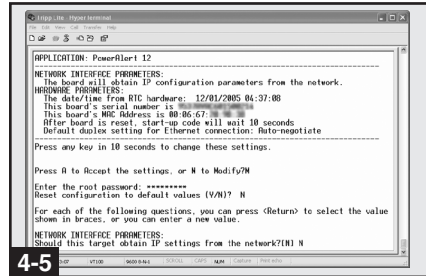 Tripp Lite - HyperTerminal
File Edit View Call Transfer Help
APPLICATION: PowerAlert 12
NETWORK INTERFACE PARAMETERS:
The board will obtain IP configuration parameters from the network.
HARDWARE PARAMETERS:
The date/time from RTC hardware: 12/01/2005 04:37:08
This board's serial number is
This board's MAC Address is 00:06:67:
After board is reset, start-up code will wait 10 seconds
Default duplex setting for Ethernet connection: Auto-negotiate
Press any key in 10 seconds to change these settings.
Press A to Accept the settings, or N to Modify?N
Enter the root password: *********
Reset configuration to default values (Y/N)? N
For each of the following questions, you can press <Return> to select the value
shown in braces, or you can enter a new value.
NETWORK INTERFACE PARAMETERS:
Should this target obtain IP settings from the network?[N] N
4-5
VT100 9600 8-N-1 SCROLL CAPS NUM Capture Print echo